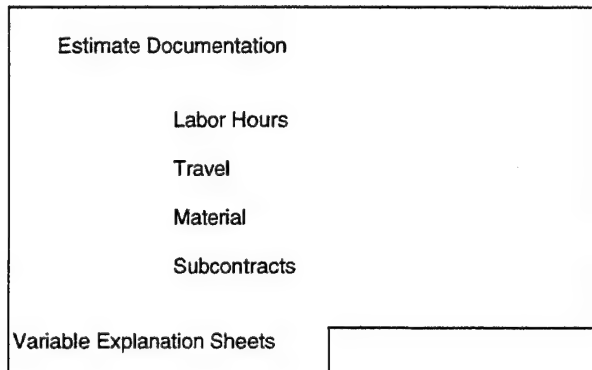 Estimate Documentation
Labor Hours
Travel
Material
Subcontracts
Variable Explanation Sheets